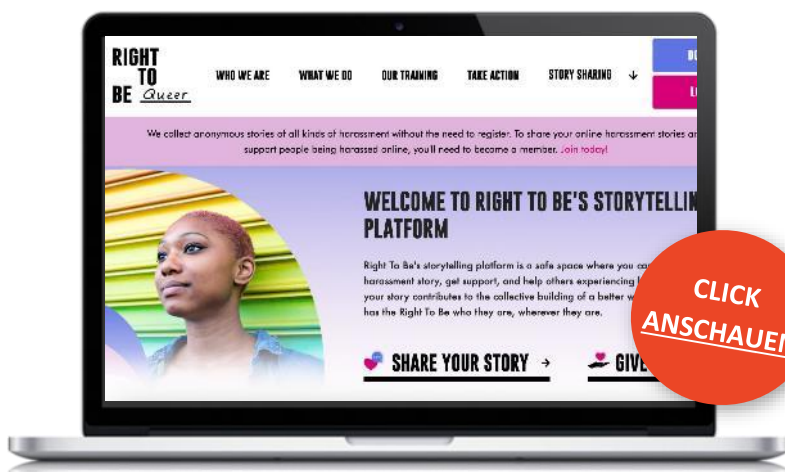 RIGHT
TO
BE Queer
WHO WE ARE WHAT WE DO OUR TRAINING TAKE ACTION STORY SHARING
We collect anonymous stories of all kinds of harassment without the need to register. To share your online harassment stories
support people being harassed online, you'll need to become a member. Join today!
WELCOME TO RIGHT TO BE'S
PLATFORM
Right To Be's storytelling platform is a safe space where you
harassment story, get support, and help others experiencing
your story contributes to the collective building of a better
has the Right To Be who they are, wherever they are.
CLICK
ANSCHAUEN
SHARE YOUR STORY → GIVE